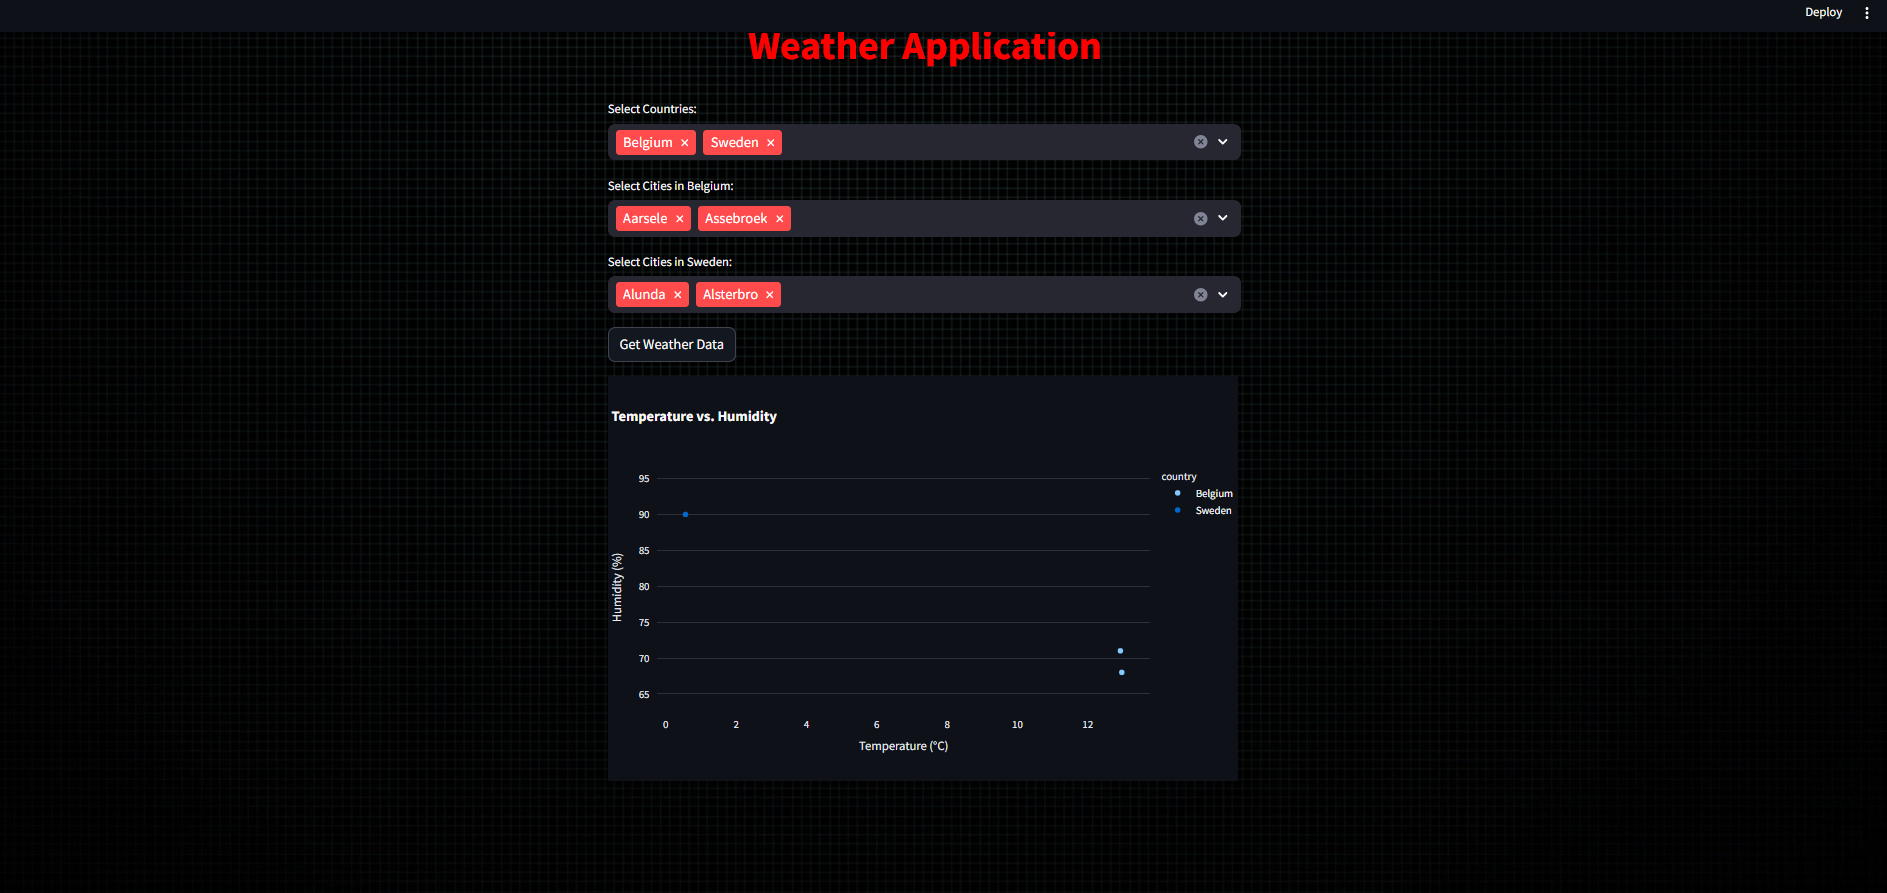 Deploy
Weather Application
Select Countries:
Belgium × Sweden ×
Select Cities in Belgium:
Aarsele × Assebroek ×
Select Cities in Sweden:
Alunda × Alsterbro ×
Get Weather Data
Temperature vs. Humidity
country
Belgium
Sweden
Humidity (%)
95
90
85
80
75
70
65
0 2 4 6 8 10 12
Temperature (°C)